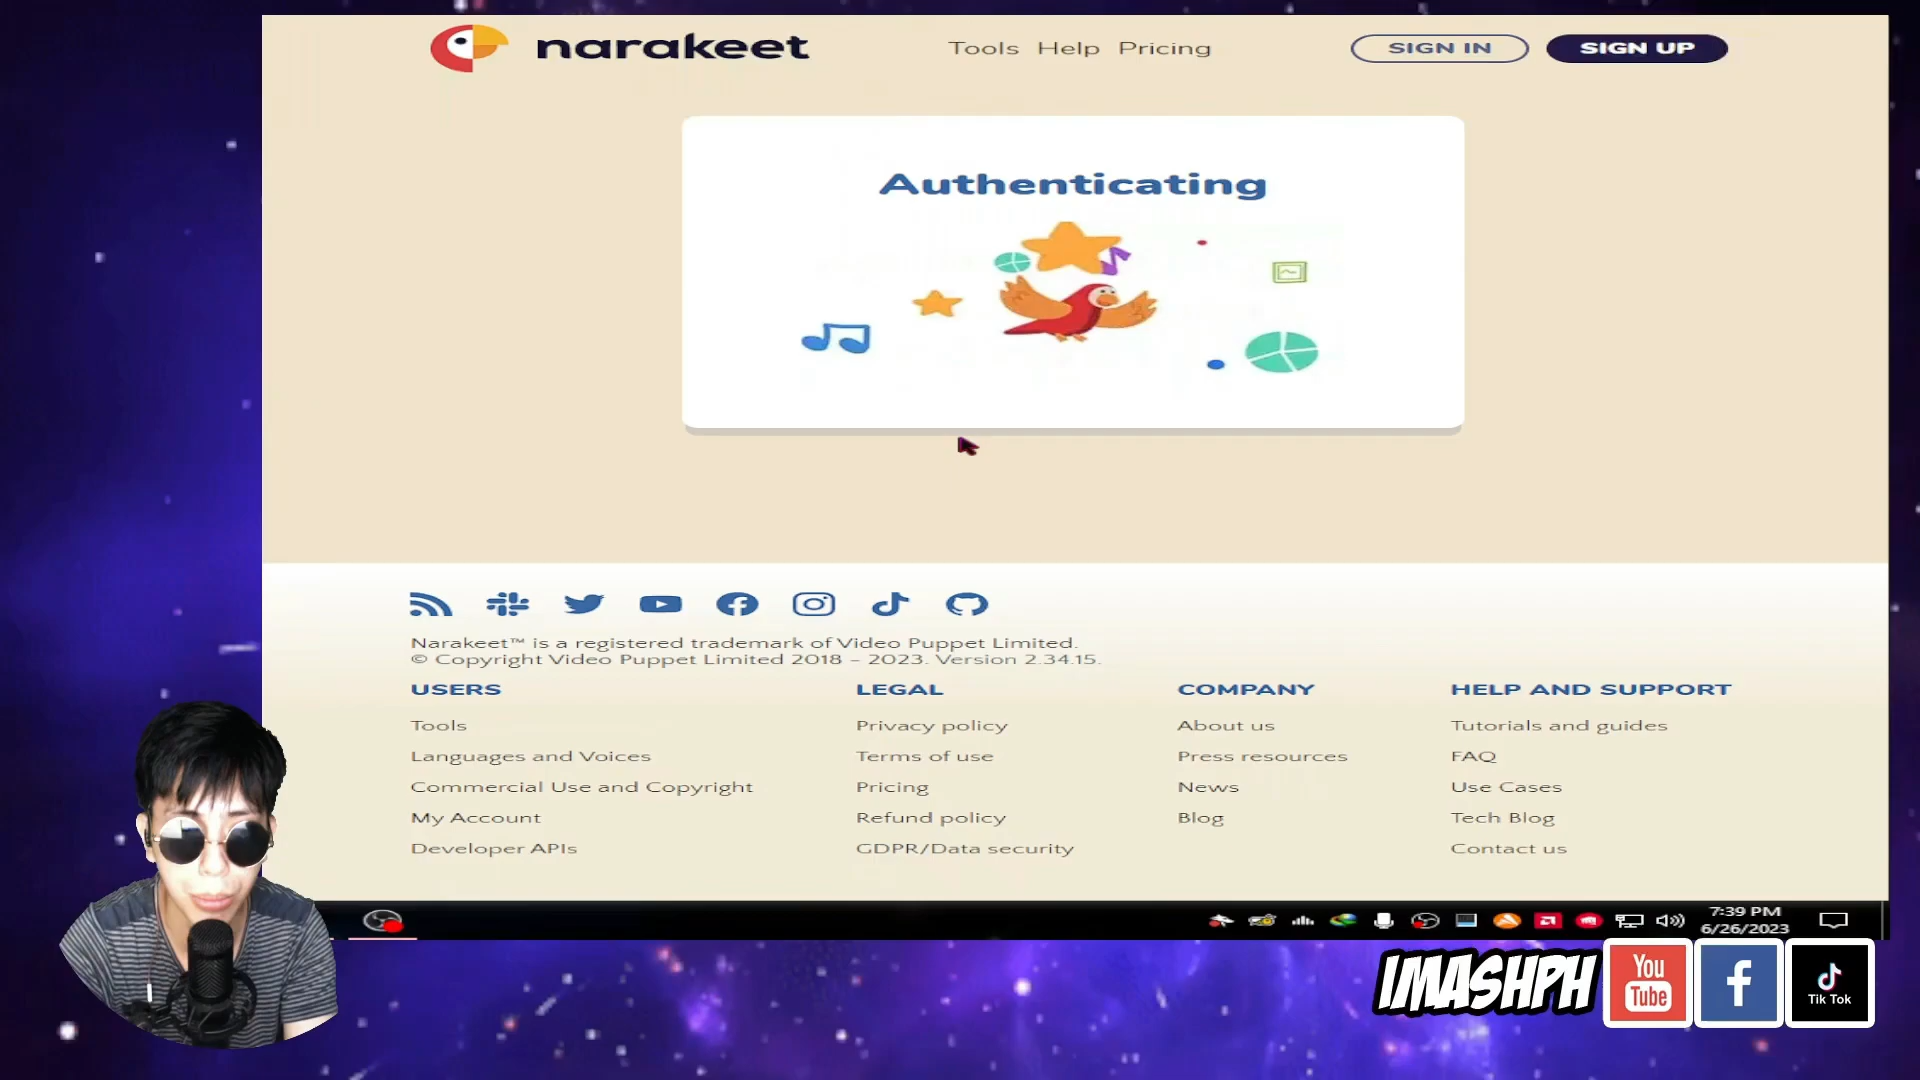 narakeet
Tools Help Pricing
SIGN IN
SIGN UP
Authenticating
Narakeet™ is a registered trademark of Video Puppet Limited.
© Copyright Video Puppet Limited 2018 – 2023. Version 2.34.15.
USERS
Tools
Languages and Voices
Commercial Use and Copyright
My Account
Developer APIs
LEGAL
Privacy policy
Terms of use
Pricing
Refund policy
GDPR/Data security
COMPANY
About us
Press resources
News
Blog
HELP AND SUPPORT
Tutorials and guides
FAQ
Use Cases
Tech Blog
Contact us
7:39 PM
6/26/2023
IMASHPH
You
Tube
Tik Tok